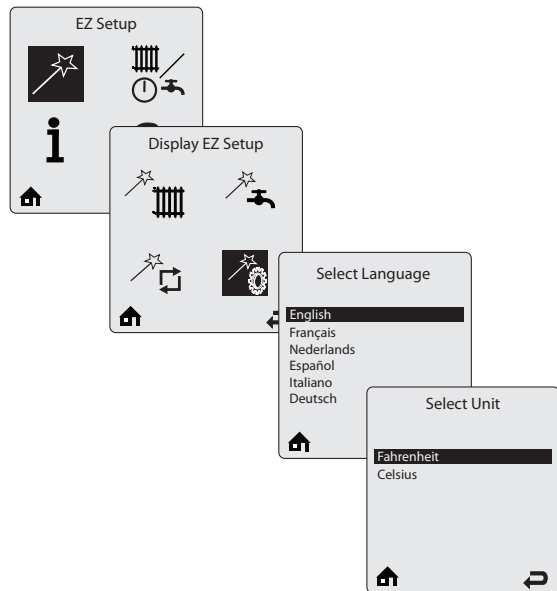 EZ Setup
i
Display EZ Setup
Select Language
English
Français
Nederlands
Español
Italiano
Deutsch
Select Unit
Fahrenheit
Celsius